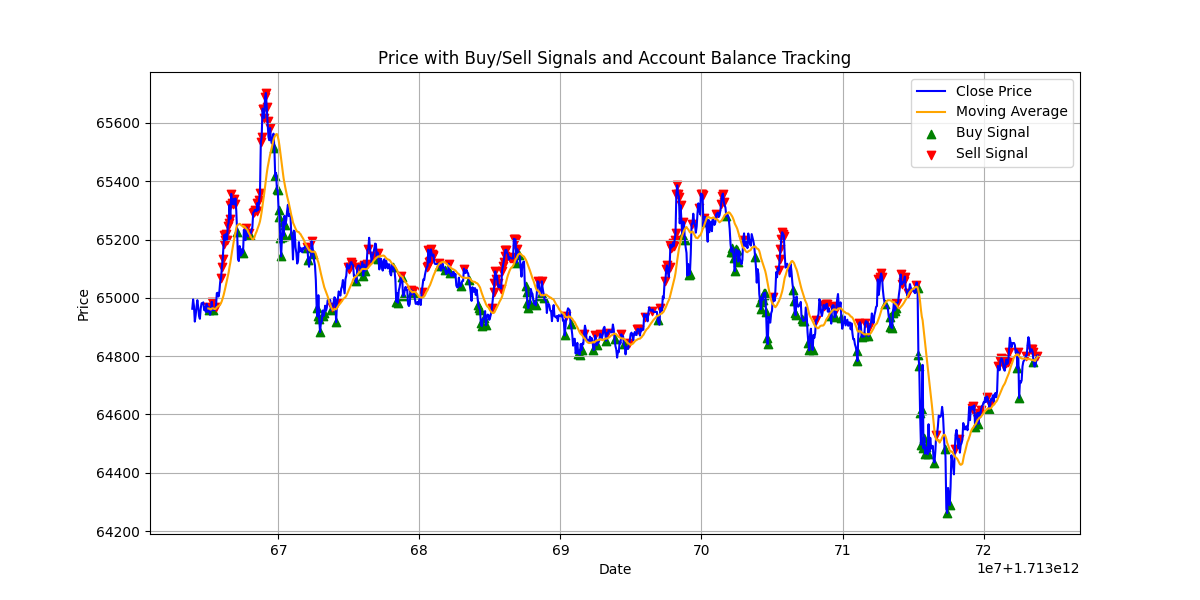 Price with Buy/Sell Signals and Account Balance Tracking
Close Price
Moving Average
Buy Signal
Sell Signal
65600
65400
65200
65000
64800
64600
64400
64200
Price
67 68 69 70 71 72
1e7+1.713e12
Date